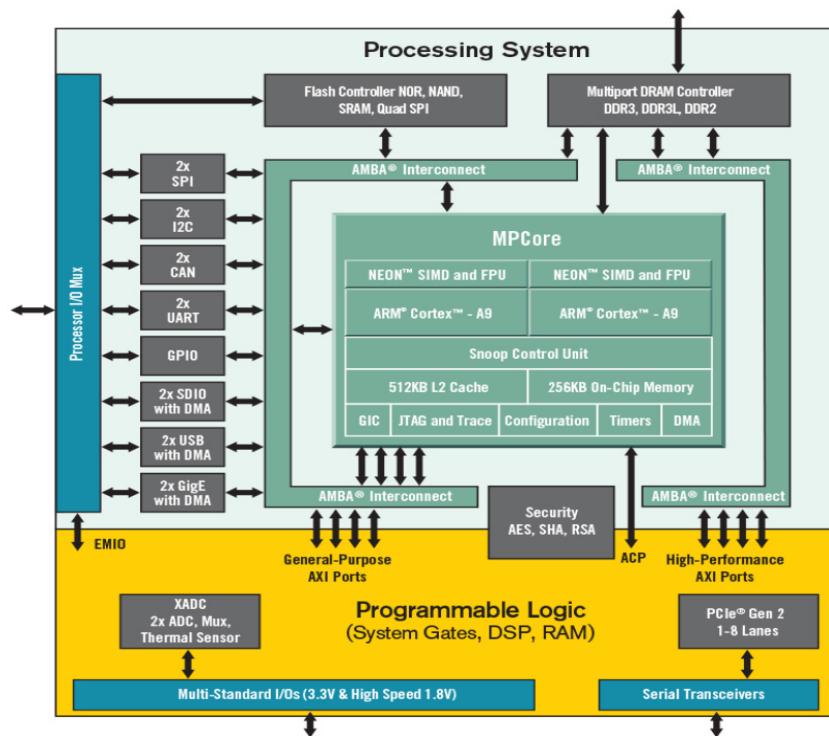 Processing System
Flash Controller NOR, NAND,
SRAM, Quad SPI
Multiport DRAM Controller
DDR3, DDR3L, DDR2
AMBA® Interconnect
AMBA® Interconnect
Processor I/O Mux
2x
SPI
2x
I2C
2x
CAN
2x
UART
GPIO
2x SDIO
with DMA
2x USB
with DMA
2x GigE
with DMA
MPCore
NEON™ SIMD and FPU
NEON™ SIMD and FPU
ARM® Cortex™ - A9
ARM® Cortex™ - A9
Snoop Control Unit
512KB L2 Cache
256KB On-Chip Memory
GIC
JTAG and Trace
Configuration
Timers
DMA
AMBA® Interconnect
AMBA® Interconnect
Security
AES, SHA, RSA
EMIO
General-Purpose
AXI Ports
ACP
High-Performance
AXI Ports
Programmable Logic
(System Gates, DSP, RAM)
XADC
2x ADC, Mux,
Thermal Sensor
PCIe® Gen 2
1-8 Lanes
Multi-Standard I/Os (3.3V & High Speed 1.8V)
Serial Transceivers